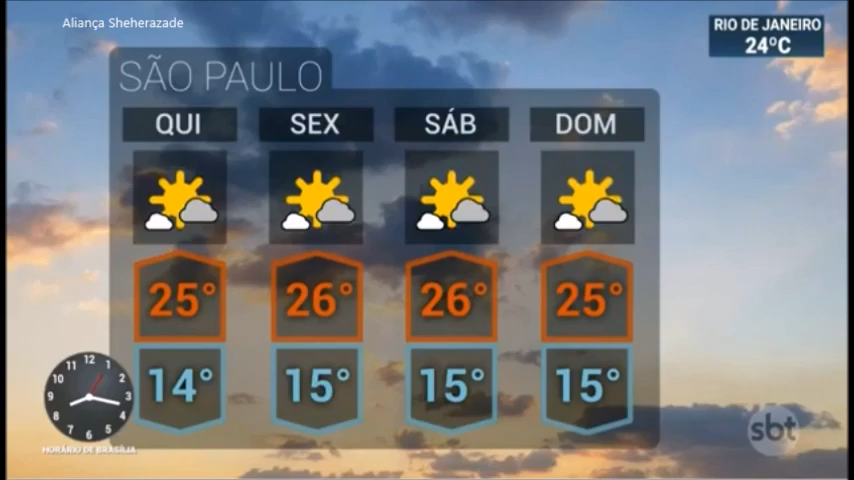 Aliança Sheherazade
RIO DE JANEIRO
24ºC
SÃO PAULO
QUI SEX SÁB DOM
25° 26° 26° 25°
14° 15° 15° 15°
12
11 1
10 2
9 3
8 4
7 5
6
HORÁRIO DE BRASÍLIA
sbt